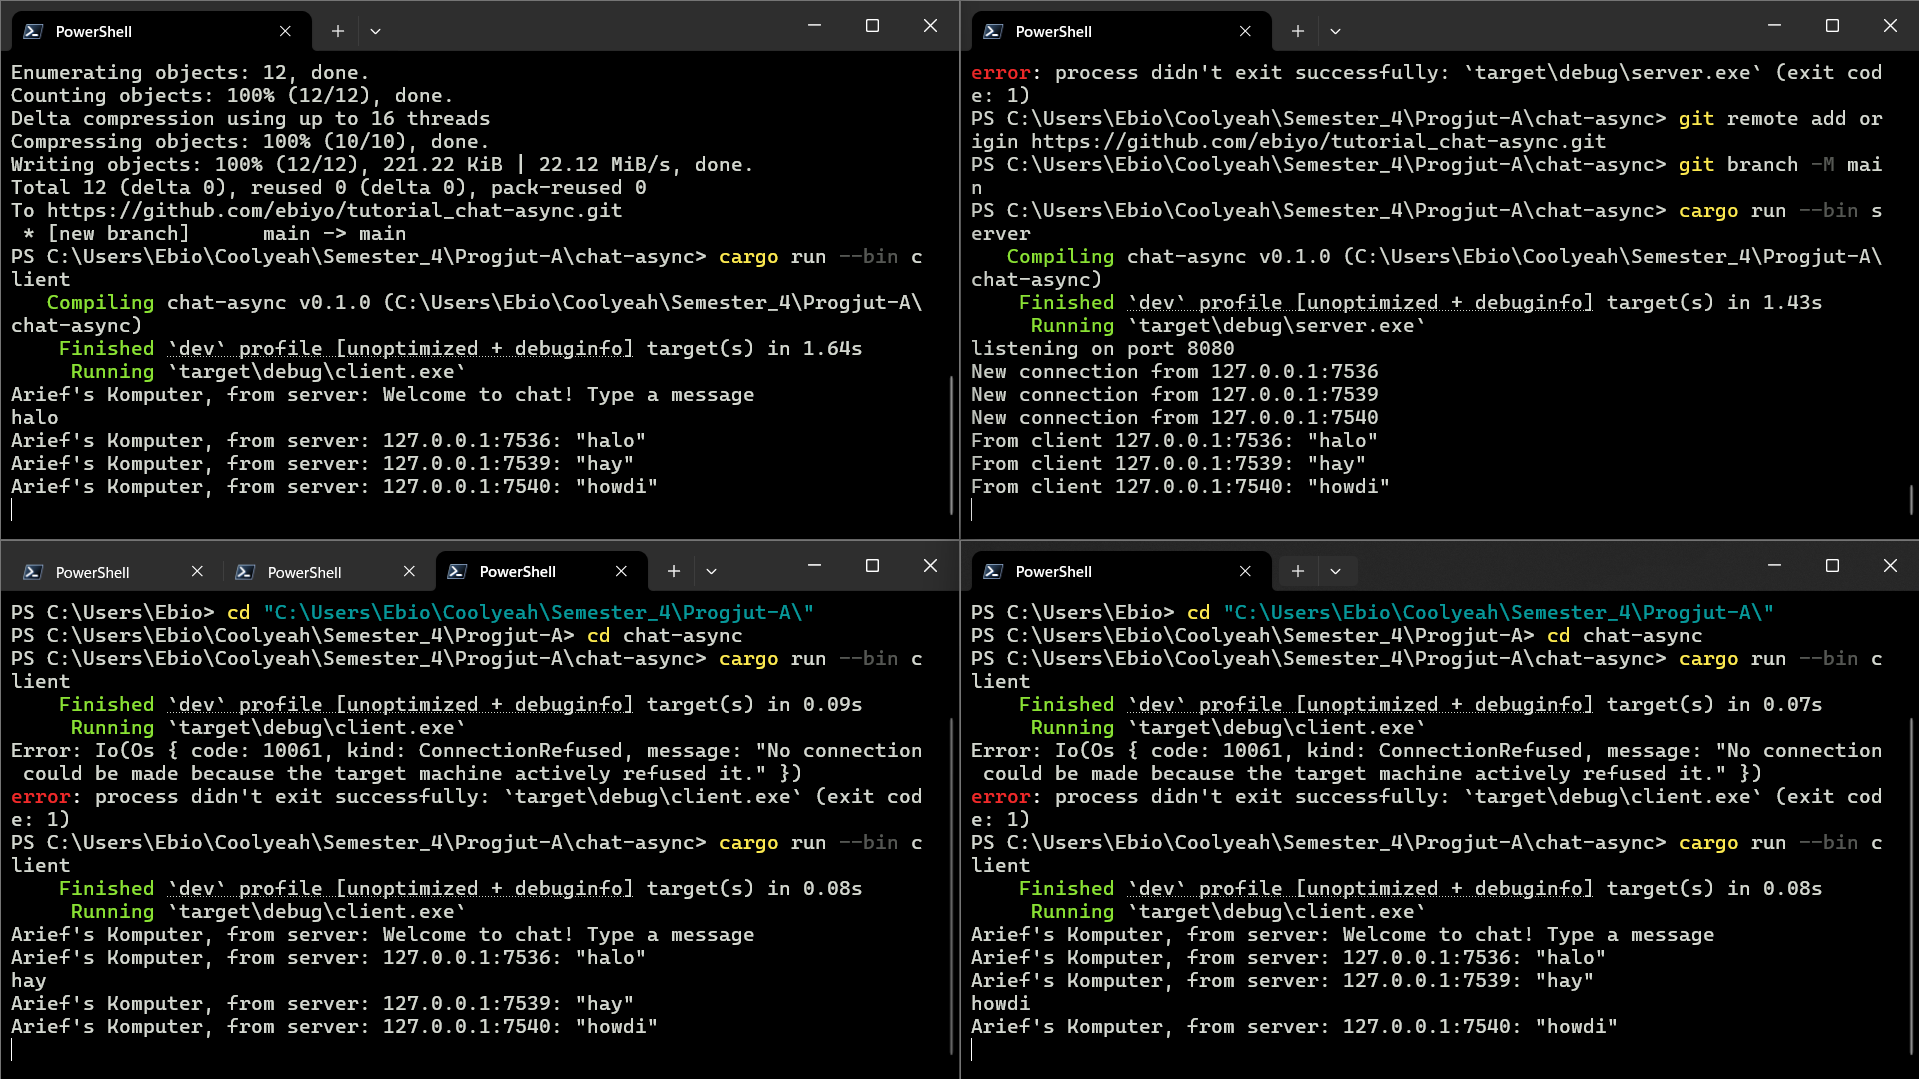 PowerShell
Enumerating objects: 12, done.
Counting objects: 100% (12/12), done.
Delta compression using up to 16 threads
Compressing objects: 100% (10/10), done.
Writing objects: 100% (12/12), 221.22 KiB | 22.12 MiB/s, done.
Total 12 (delta 0), reused 0 (delta 0), pack-reused 0
To https://github.com/ebiyo/tutorial_chat-async.git
 * [new branch]      main -> main
PS C:\Users\Ebio\Coolyeah\Semester_4\Progjut-A\chat-async> cargo run --bin c
lient
   Compiling chat-async v0.1.0 (C:\Users\Ebio\Coolyeah\Semester_4\Progjut-A\
chat-async)
    Finished `dev` profile [unoptimized + debuginfo] target(s) in 1.64s
     Running `target\debug\client.exe`
Arief's Komputer, from server: Welcome to chat! Type a message
halo
Arief's Komputer, from server: 127.0.0.1:7536: "halo"
Arief's Komputer, from server: 127.0.0.1:7539: "hay"
Arief's Komputer, from server: 127.0.0.1:7540: "howdi"
PowerShell
error: process didn't exit successfully: `target\debug\server.exe` (exit cod
e: 1)
PS C:\Users\Ebio\Coolyeah\Semester_4\Progjut-A\chat-async> git remote add or
igin https://github.com/ebiyo/tutorial_chat-async.git
PS C:\Users\Ebio\Coolyeah\Semester_4\Progjut-A\chat-async> git branch -M mai
n
PS C:\Users\Ebio\Coolyeah\Semester_4\Progjut-A\chat-async> cargo run --bin s
erver
   Compiling chat-async v0.1.0 (C:\Users\Ebio\Coolyeah\Semester_4\Progjut-A\
chat-async)
    Finished `dev` profile [unoptimized + debuginfo] target(s) in 1.43s
     Running `target\debug\server.exe`
listening on port 8080
New connection from 127.0.0.1:7536
New connection from 127.0.0.1:7539
New connection from 127.0.0.1:7540
From client 127.0.0.1:7536: "halo"
From client 127.0.0.1:7539: "hay"
From client 127.0.0.1:7540: "howdi"
PowerShell PowerShell PowerShell
PS C:\Users\Ebio> cd "C:\Users\Ebio\Coolyeah\Semester_4\Progjut-A\"
PS C:\Users\Ebio\Coolyeah\Semester_4\Progjut-A> cd chat-async
PS C:\Users\Ebio\Coolyeah\Semester_4\Progjut-A\chat-async> cargo run --bin c
lient
    Finished `dev` profile [unoptimized + debuginfo] target(s) in 0.09s
     Running `target\debug\client.exe`
Error: Io(Os { code: 10061, kind: ConnectionRefused, message: "No connection
 could be made because the target machine actively refused it." })
error: process didn't exit successfully: `target\debug\client.exe` (exit cod
e: 1)
PS C:\Users\Ebio\Coolyeah\Semester_4\Progjut-A\chat-async> cargo run --bin c
lient
    Finished `dev` profile [unoptimized + debuginfo] target(s) in 0.08s
     Running `target\debug\client.exe`
Arief's Komputer, from server: Welcome to chat! Type a message
Arief's Komputer, from server: 127.0.0.1:7536: "halo"
hay
Arief's Komputer, from server: 127.0.0.1:7539: "hay"
Arief's Komputer, from server: 127.0.0.1:7540: "howdi"
PowerShell
PS C:\Users\Ebio> cd "C:\Users\Ebio\Coolyeah\Semester_4\Progjut-A\"
PS C:\Users\Ebio\Coolyeah\Semester_4\Progjut-A> cd chat-async
PS C:\Users\Ebio\Coolyeah\Semester_4\Progjut-A\chat-async> cargo run --bin c
lient
    Finished `dev` profile [unoptimized + debuginfo] target(s) in 0.07s
     Running `target\debug\client.exe`
Error: Io(Os { code: 10061, kind: ConnectionRefused, message: "No connection
 could be made because the target machine actively refused it." })
error: process didn't exit successfully: `target\debug\client.exe` (exit cod
e: 1)
PS C:\Users\Ebio\Coolyeah\Semester_4\Progjut-A\chat-async> cargo run --bin c
lient
    Finished `dev` profile [unoptimized + debuginfo] target(s) in 0.08s
     Running `target\debug\client.exe`
Arief's Komputer, from server: Welcome to chat! Type a message
Arief's Komputer, from server: 127.0.0.1:7536: "halo"
Arief's Komputer, from server: 127.0.0.1:7539: "hay"
howdi
Arief's Komputer, from server: 127.0.0.1:7540: "howdi"